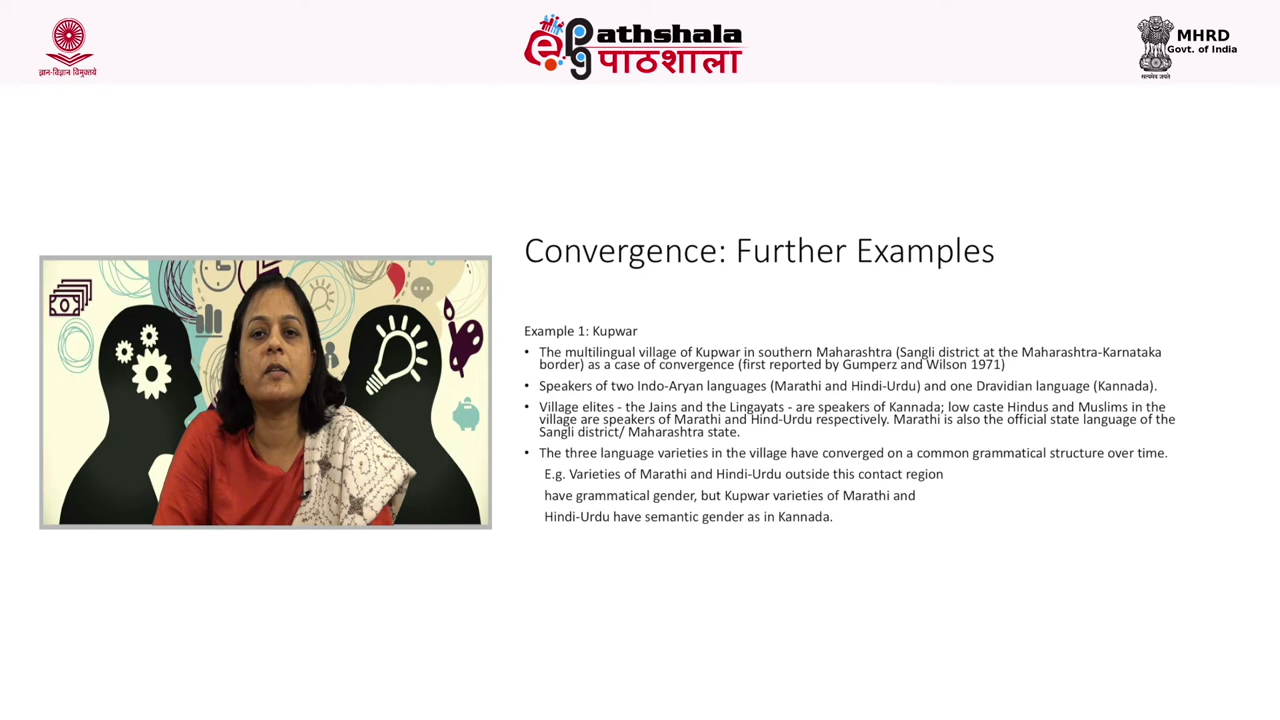 ज्ञान-विज्ञान विमुक्तये
e Pathshala
पाठशाला
MHRD
Govt. of India
सत्यमेव जयते
Convergence: Further Examples
Example 1: Kupwar
• The multilingual village of Kupwar in southern Maharashtra (Sangli district at the Maharashtra-Karnataka
border) as a case of convergence (first reported by Gumperz and Wilson 1971)
• Speakers of two Indo-Aryan languages (Marathi and Hindi-Urdu) and one Dravidian language (Kannada).
• Village elites - the Jains and the Lingayats - are speakers of Kannada; low caste Hindus and Muslims in the
village are speakers of Marathi and Hind-Urdu respectively. Marathi is also the official state language of the
Sangli district/ Maharashtra state.
• The three language varieties in the village have converged on a common grammatical structure over time.
E.g. Varieties of Marathi and Hindi-Urdu outside this contact region
have grammatical gender, but Kupwar varieties of Marathi and
Hindi-Urdu have semantic gender as in Kannada.